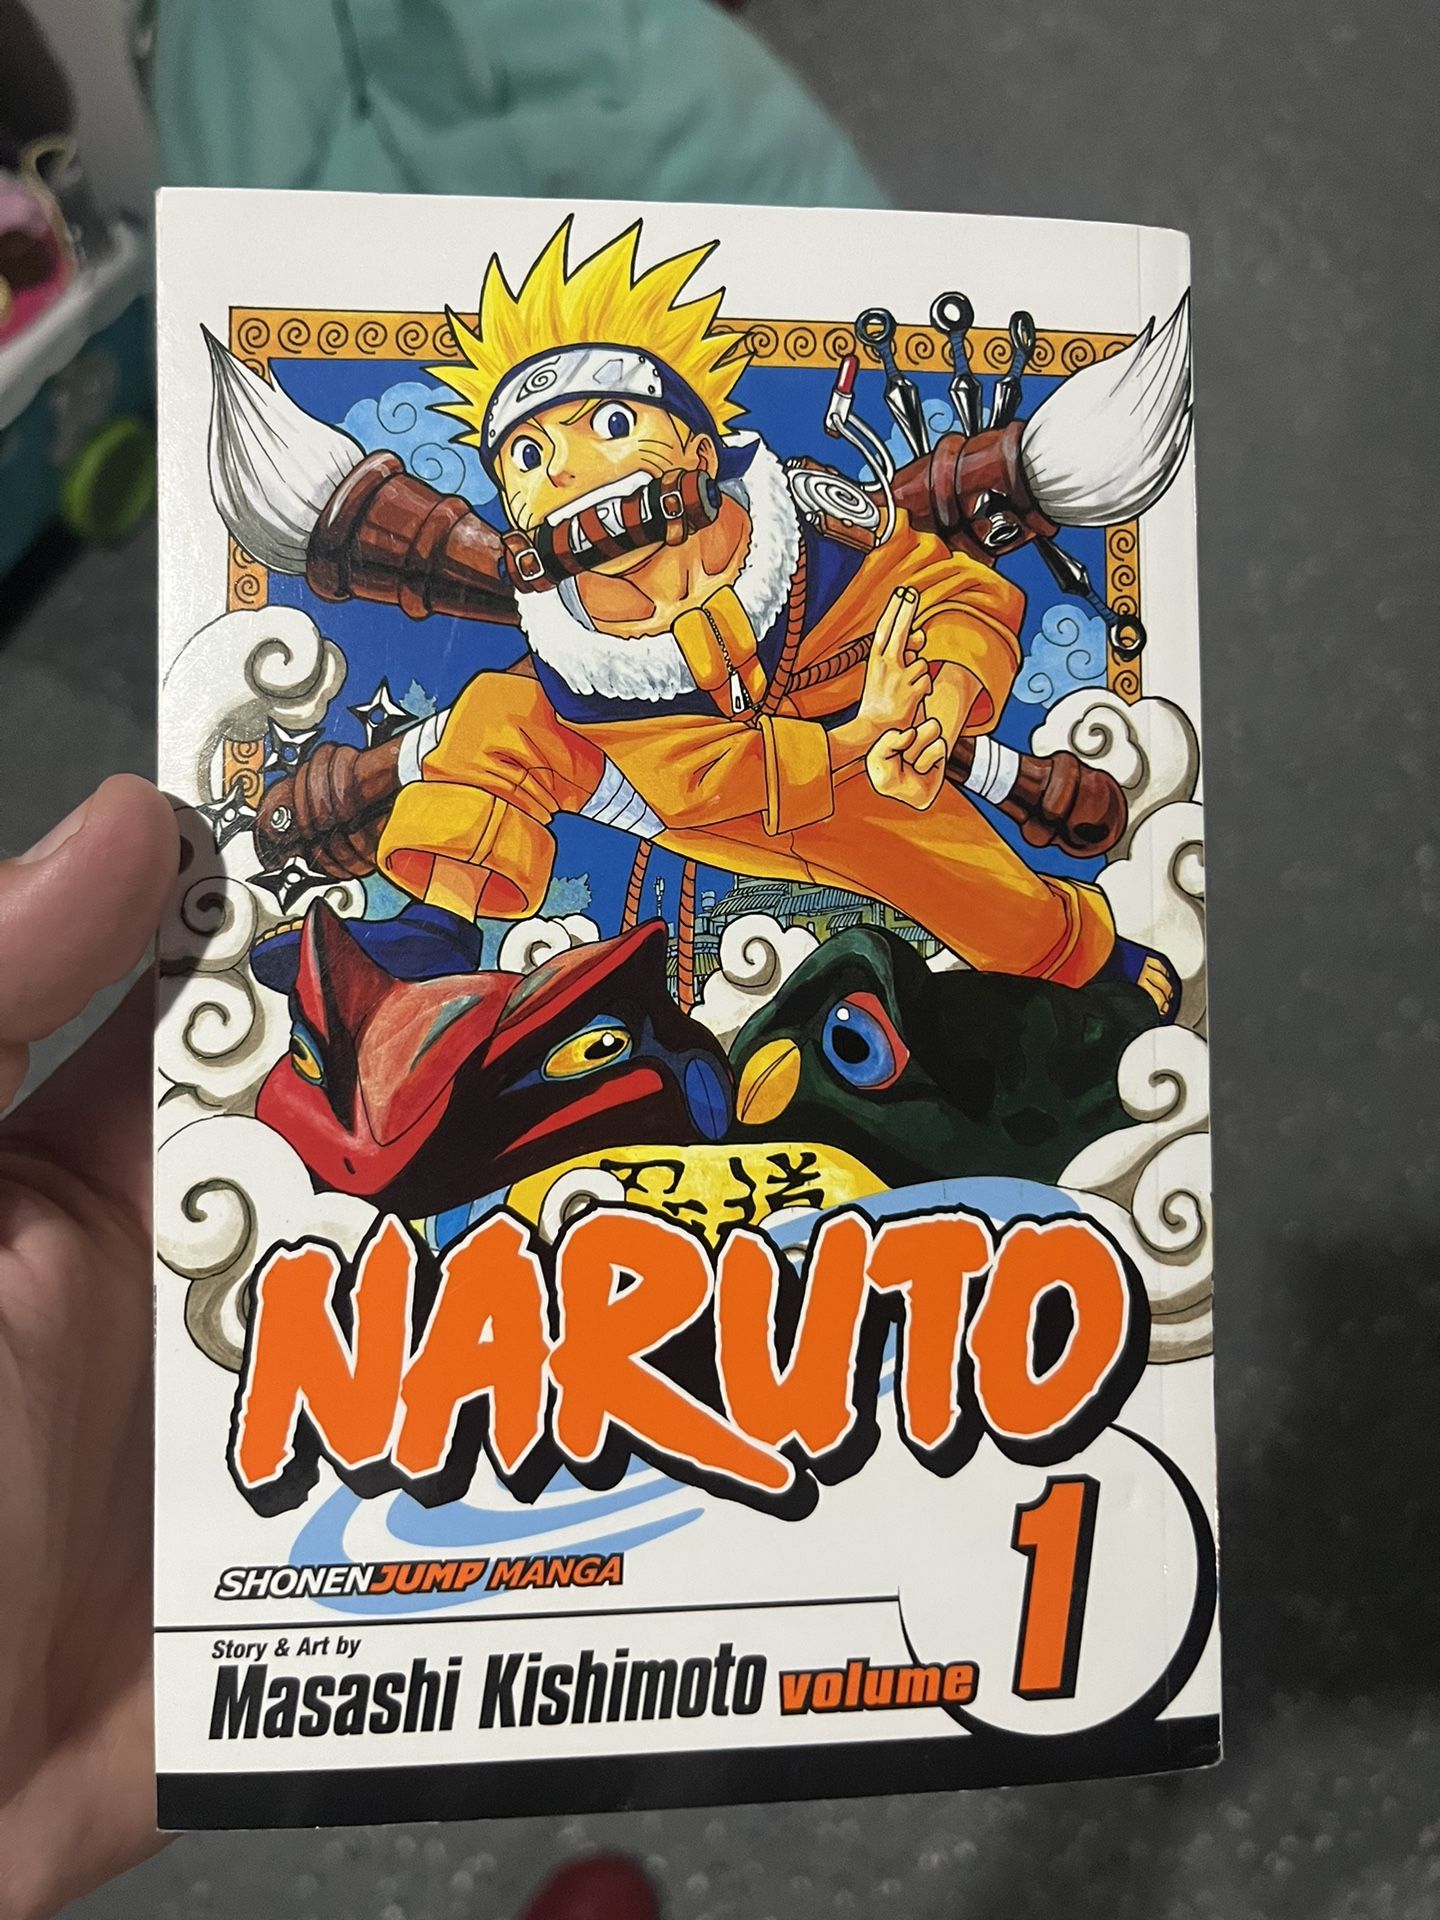 NARUTO
1
SHONEN JUMP MANGA
Story & Art by
Masashi Kishimoto volume